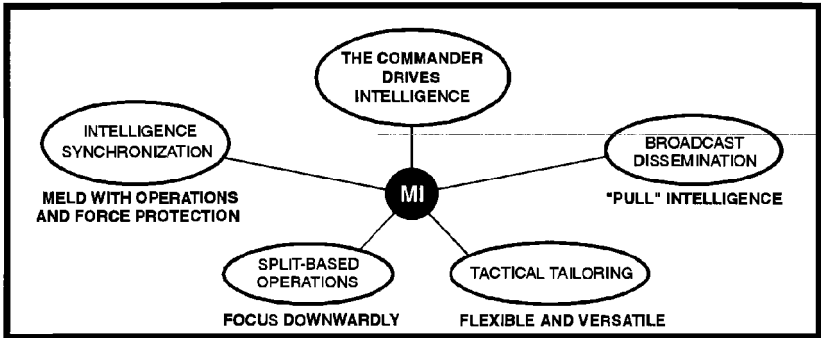 THE COMMANDER
DRIVES
INTELLIGENCE
INTELLIGENCE
SYNCHRONIZATION
MELD WITH OPERATIONS
AND FORCE PROTECTION
BROADCAST
DISSEMINATION
"PULL" INTELLIGENCE
MI
SPLIT-BASED
OPERATIONS
FOCUS DOWNWARDLY
TACTICAL TAILORING
FLEXIBLE AND VERSATILE